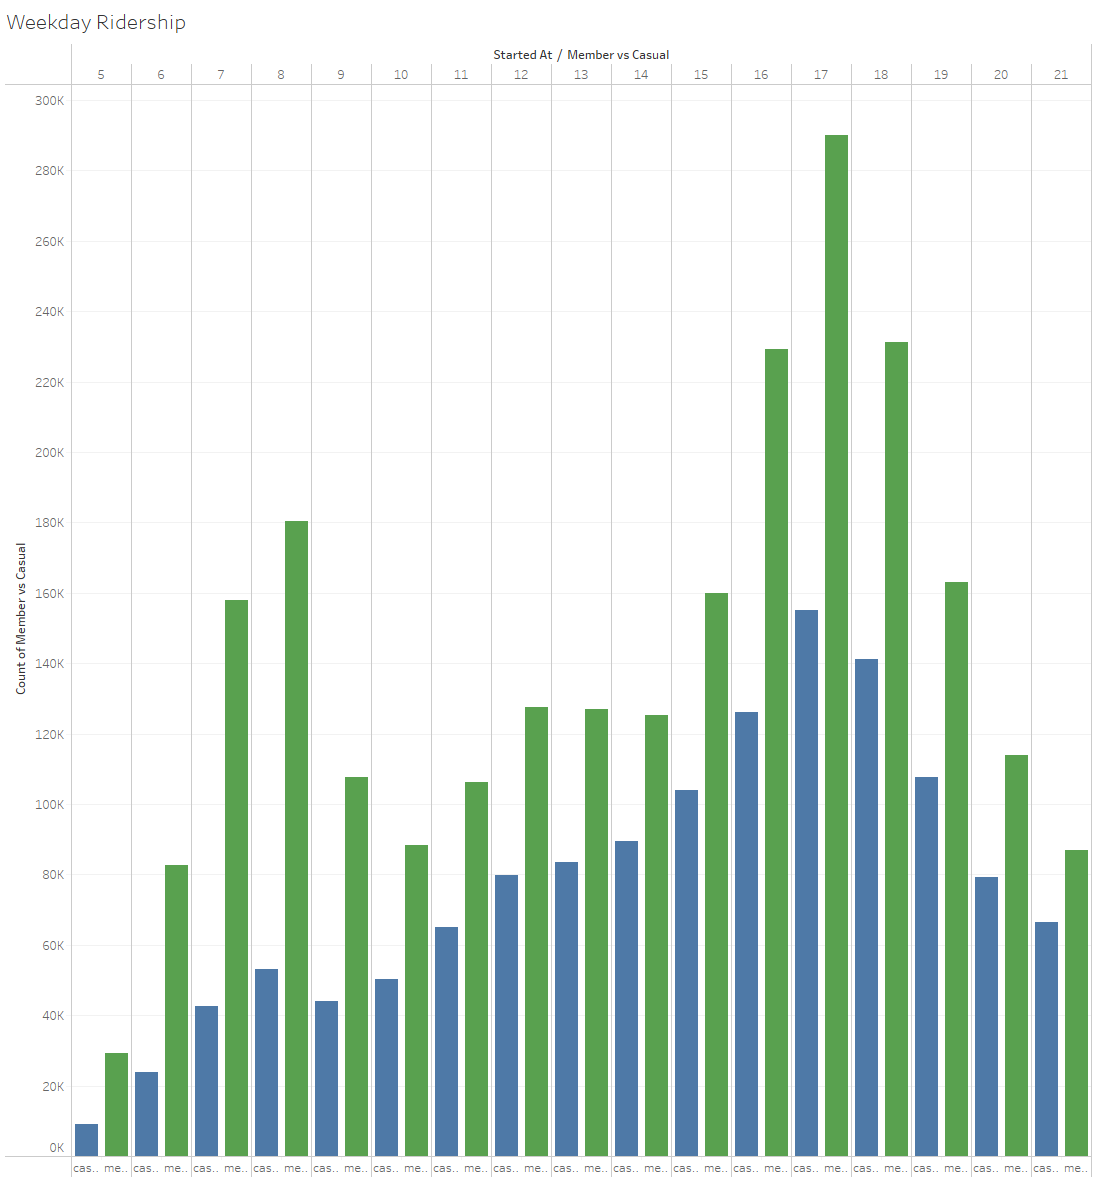 Weekday Ridership
Started At / Member vs Casual
5 6 7 8 9 10 11 12 13 14 15 16 17 18 19 20 21
300K
280K
260K
240K
220K
200K
180K
160K
140K
120K
100K
80K
60K
40K
20K
0K
Count of Member vs Casual
cas.. me.. cas.. me.. cas.. me.. cas.. me.. cas.. me.. cas.. me.. cas.. me.. cas.. me.. cas.. me.. cas.. me.. cas.. me.. cas.. me.. cas.. me.. cas.. me.. cas.. me.. cas.. me.. cas.. me..